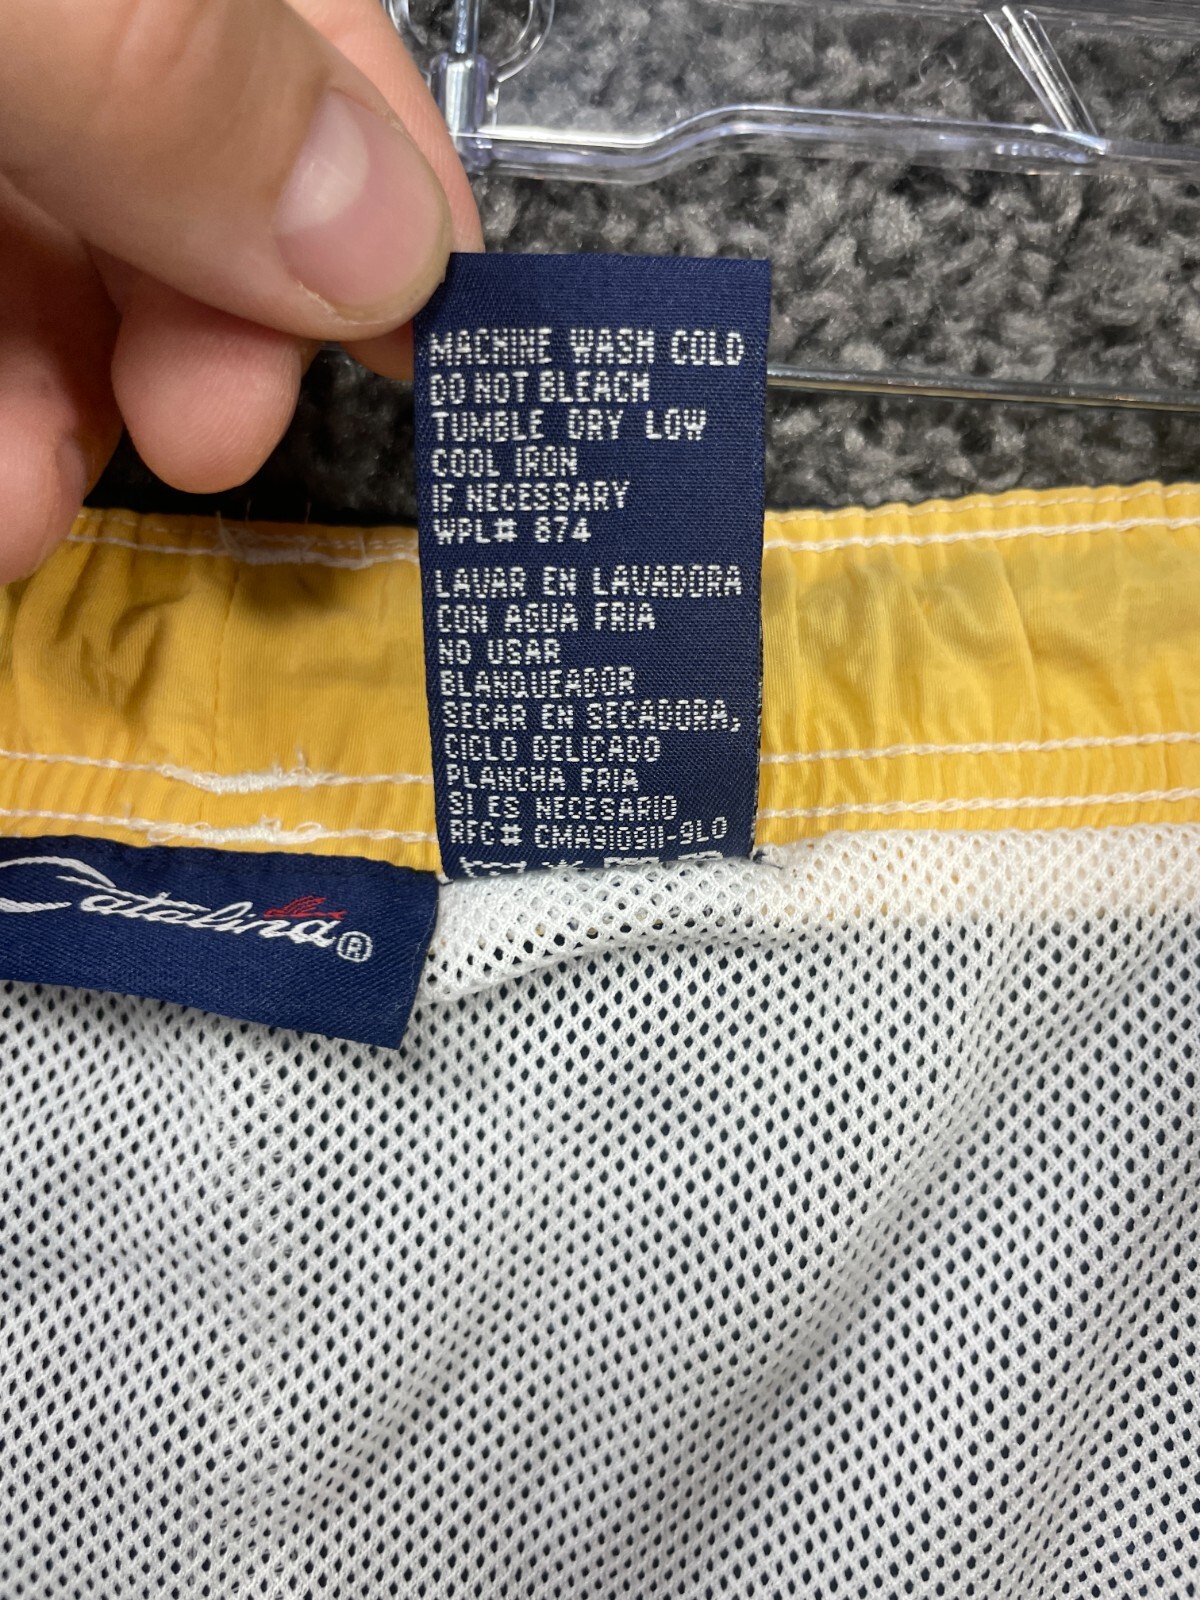 MACHINE WASH COLD
DO NOT BLEACH
TUMBLE DRY LOW
COOL IRON
IF NECESSARY
WPL# 874
LAVAR EN LAVADORA
CON AGUA FRIA
NO USAR
BLANQUEADOR
SECAR EN SECADORA,
CICLO DELICADO
PLANCHA FRIA
SI ES NECESARIO
RFC# CMA910911-9L0
Catalina®